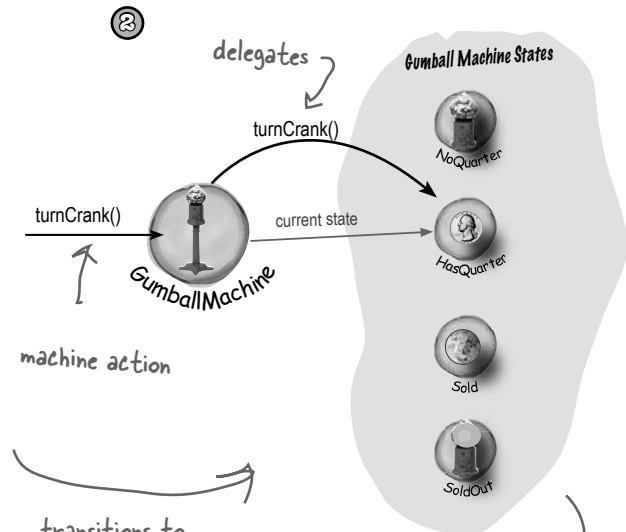 2
delegates
Gumball Machine States
turnCrank()
NoQuarter
turnCrank()
current state
HasQuarter
GumballMachine
machine action
Sold
SoldOut
transitions to